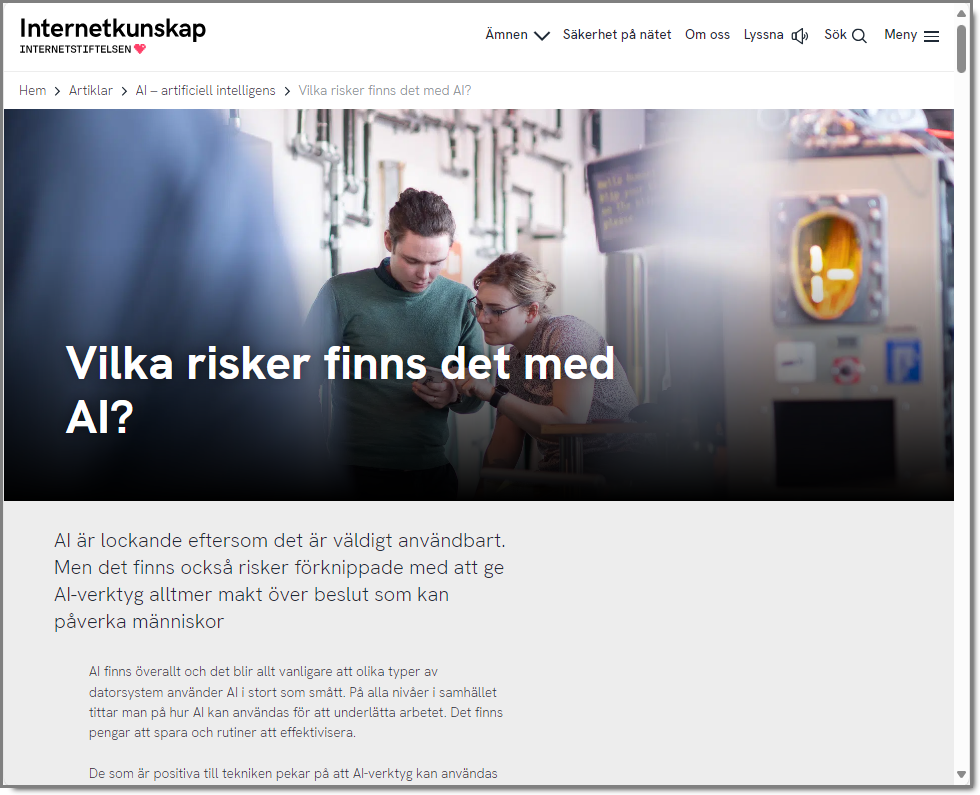 Internetkunskap
INTERNETSTIFTELSEN
Ämnen Säkerhet på nätet Om oss Lyssna Sök Meny
Hem > Artiklar > AI – artificiell intelligens > Vilka risker finns det med AI?
Vilka risker finns det med
AI?
AI är lockande eftersom det är väldigt användbart.
Men det finns också risker förknippade med att ge
AI-verktyg alltmer makt över beslut som kan
påverka människor
AI finns överallt och det blir allt vanligare att olika typer av
datorsystem använder AI i stort som smått. På alla nivåer i samhället
tittar man på hur AI kan användas för att underlätta arbetet. Det finns
pengar att spara och rutiner att effektivisera.
De som är positiva till tekniken pekar på att AI-verktyg kan användas